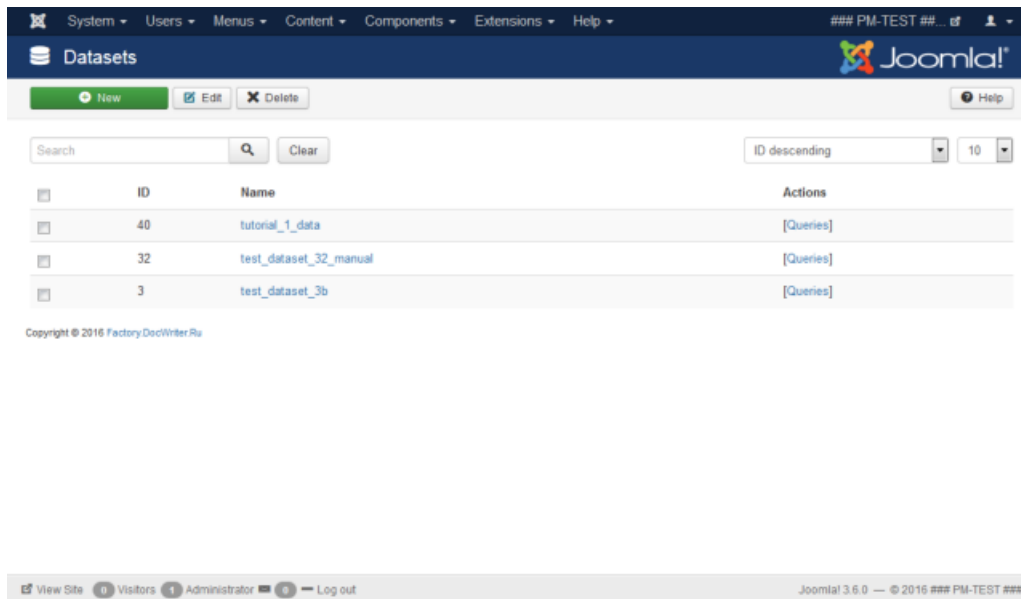 System Users Menus Content Components Extensions Help ### PM-TEST ##...
Datasets Joomla!®
New Edit Delete Help
Search Clear ID descending 10
ID Name Actions
40 tutorial_1_data [Queries]
32 test_dataset_32_manual [Queries]
3 test_dataset_3b [Queries]
Copyright © 2016 Factory.DocWriter.Ru
View Site 0 Visitors 1 Administrator 0 Log out Joomla! 3.6.0 — © 2016 ### PM-TEST ###